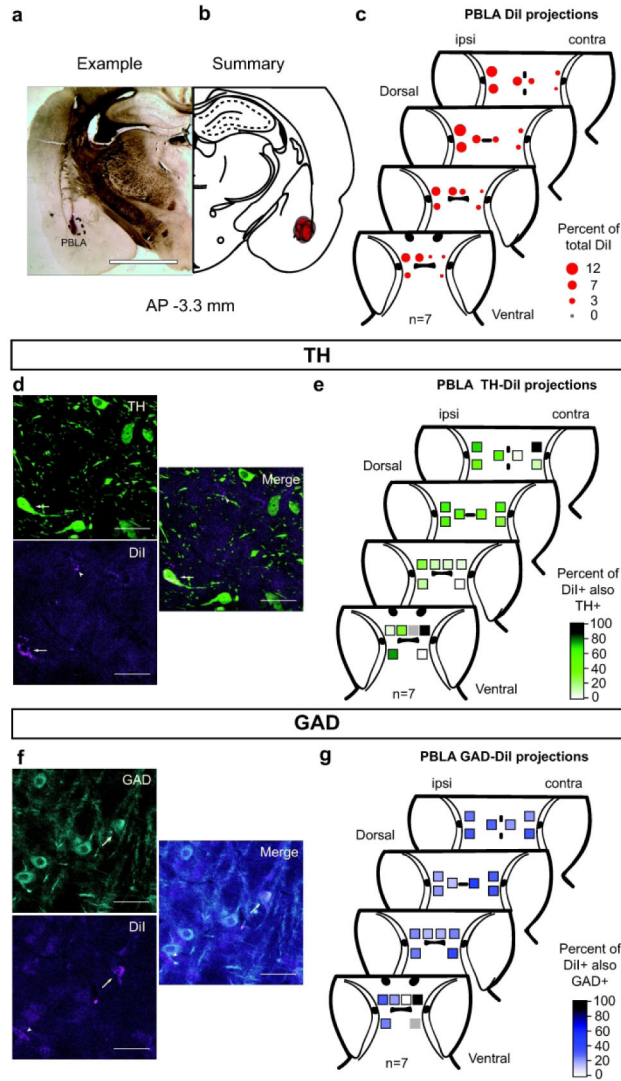 a
b
c
PBLA DiI projections
ipsi
contra
Example
Summary
Dorsal
PBLA
Percent of
total DiI
12
7
3
0
AP -3.3 mm
n=7
Ventral
TH
d
e
PBLA TH-DiI projections
TH
ipsi
contra
Merge
Dorsal
DiI
Percent of
DiI+ also
TH+
100
80
60
40
20
0
n=7
Ventral
GAD
f
g
PBLA GAD-DiI projections
GAD
ipsi
contra
Merge
Dorsal
DiI
Percent of
DiI+ also
GAD+
100
80
60
40
20
0
n=7
Ventral